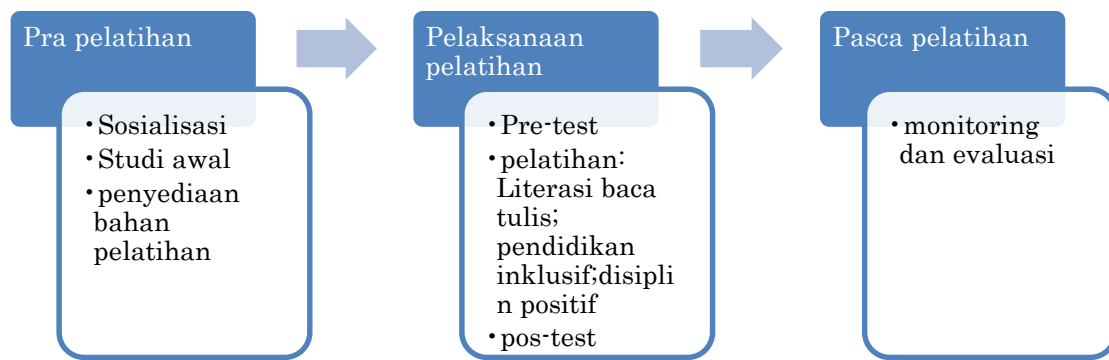 Pra pelatihan
• Sosialisasi
• Studi awal
• penyediaan
bahan
pelatihan
Pelaksanaan
pelatihan
• Pre-test
• pelatihan:
Literasi baca
tulis;
pendidikan
inklusif;disipli
n positif
• pos-test
Pasca pelatihan
• monitoring
dan evaluasi